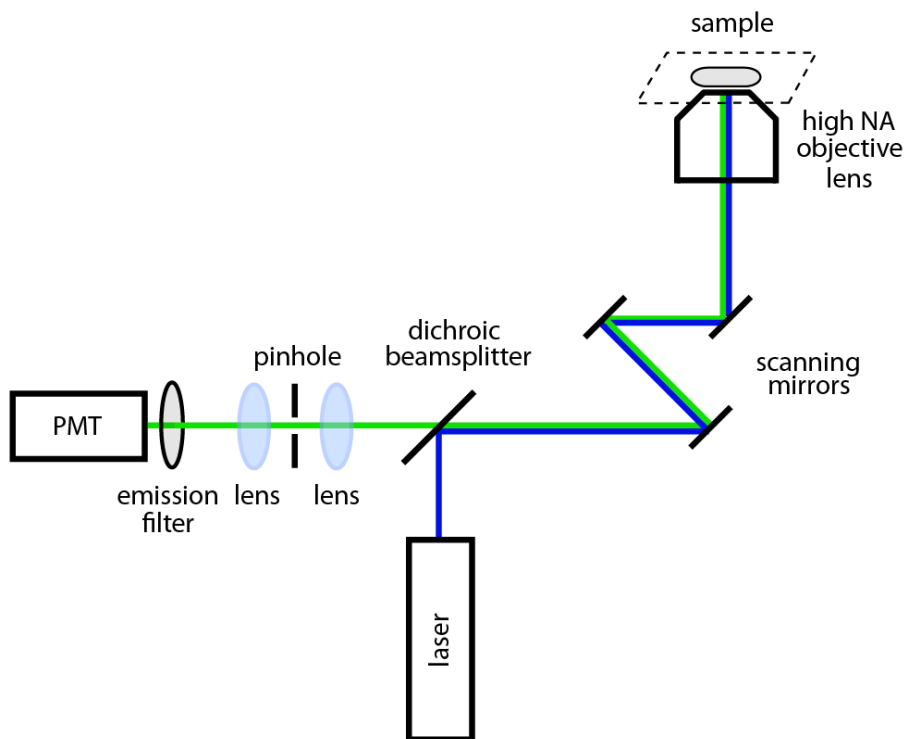 sample
high NA
objective
lens
dichroic
beamsplitter
scanning
mirrors
pinhole
PMT
emission
filter
lens
lens
laser